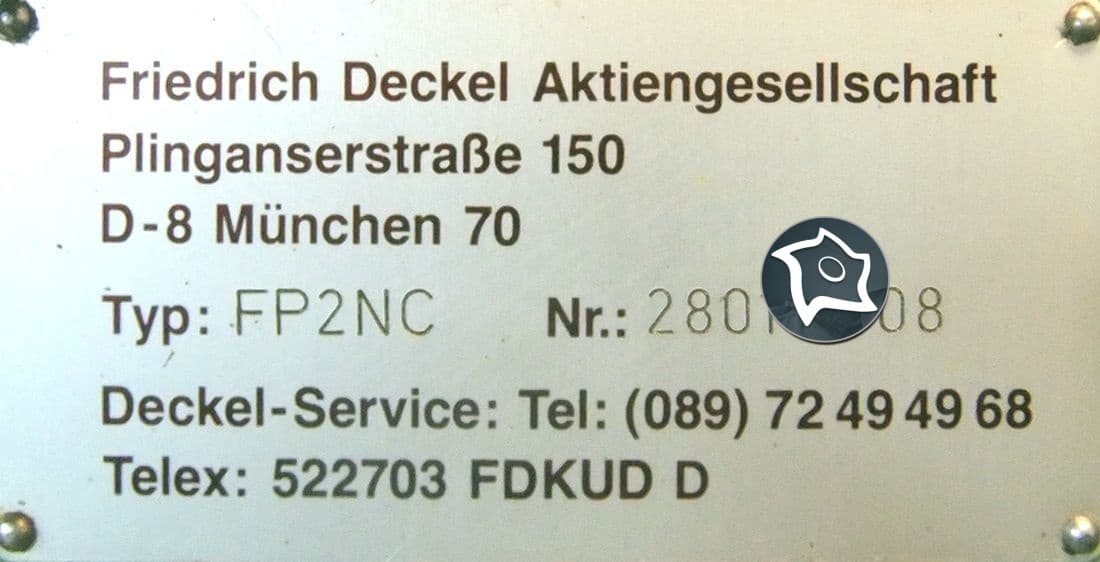 Friedrich Deckel Aktiengesellschaft
Plinganserstraße 150
D-8 München 70
Typ: FP2NC Nr.:
Deckel-Service: Tel: (089) 72 49 49 68
Telex: 522703 FDKUD D